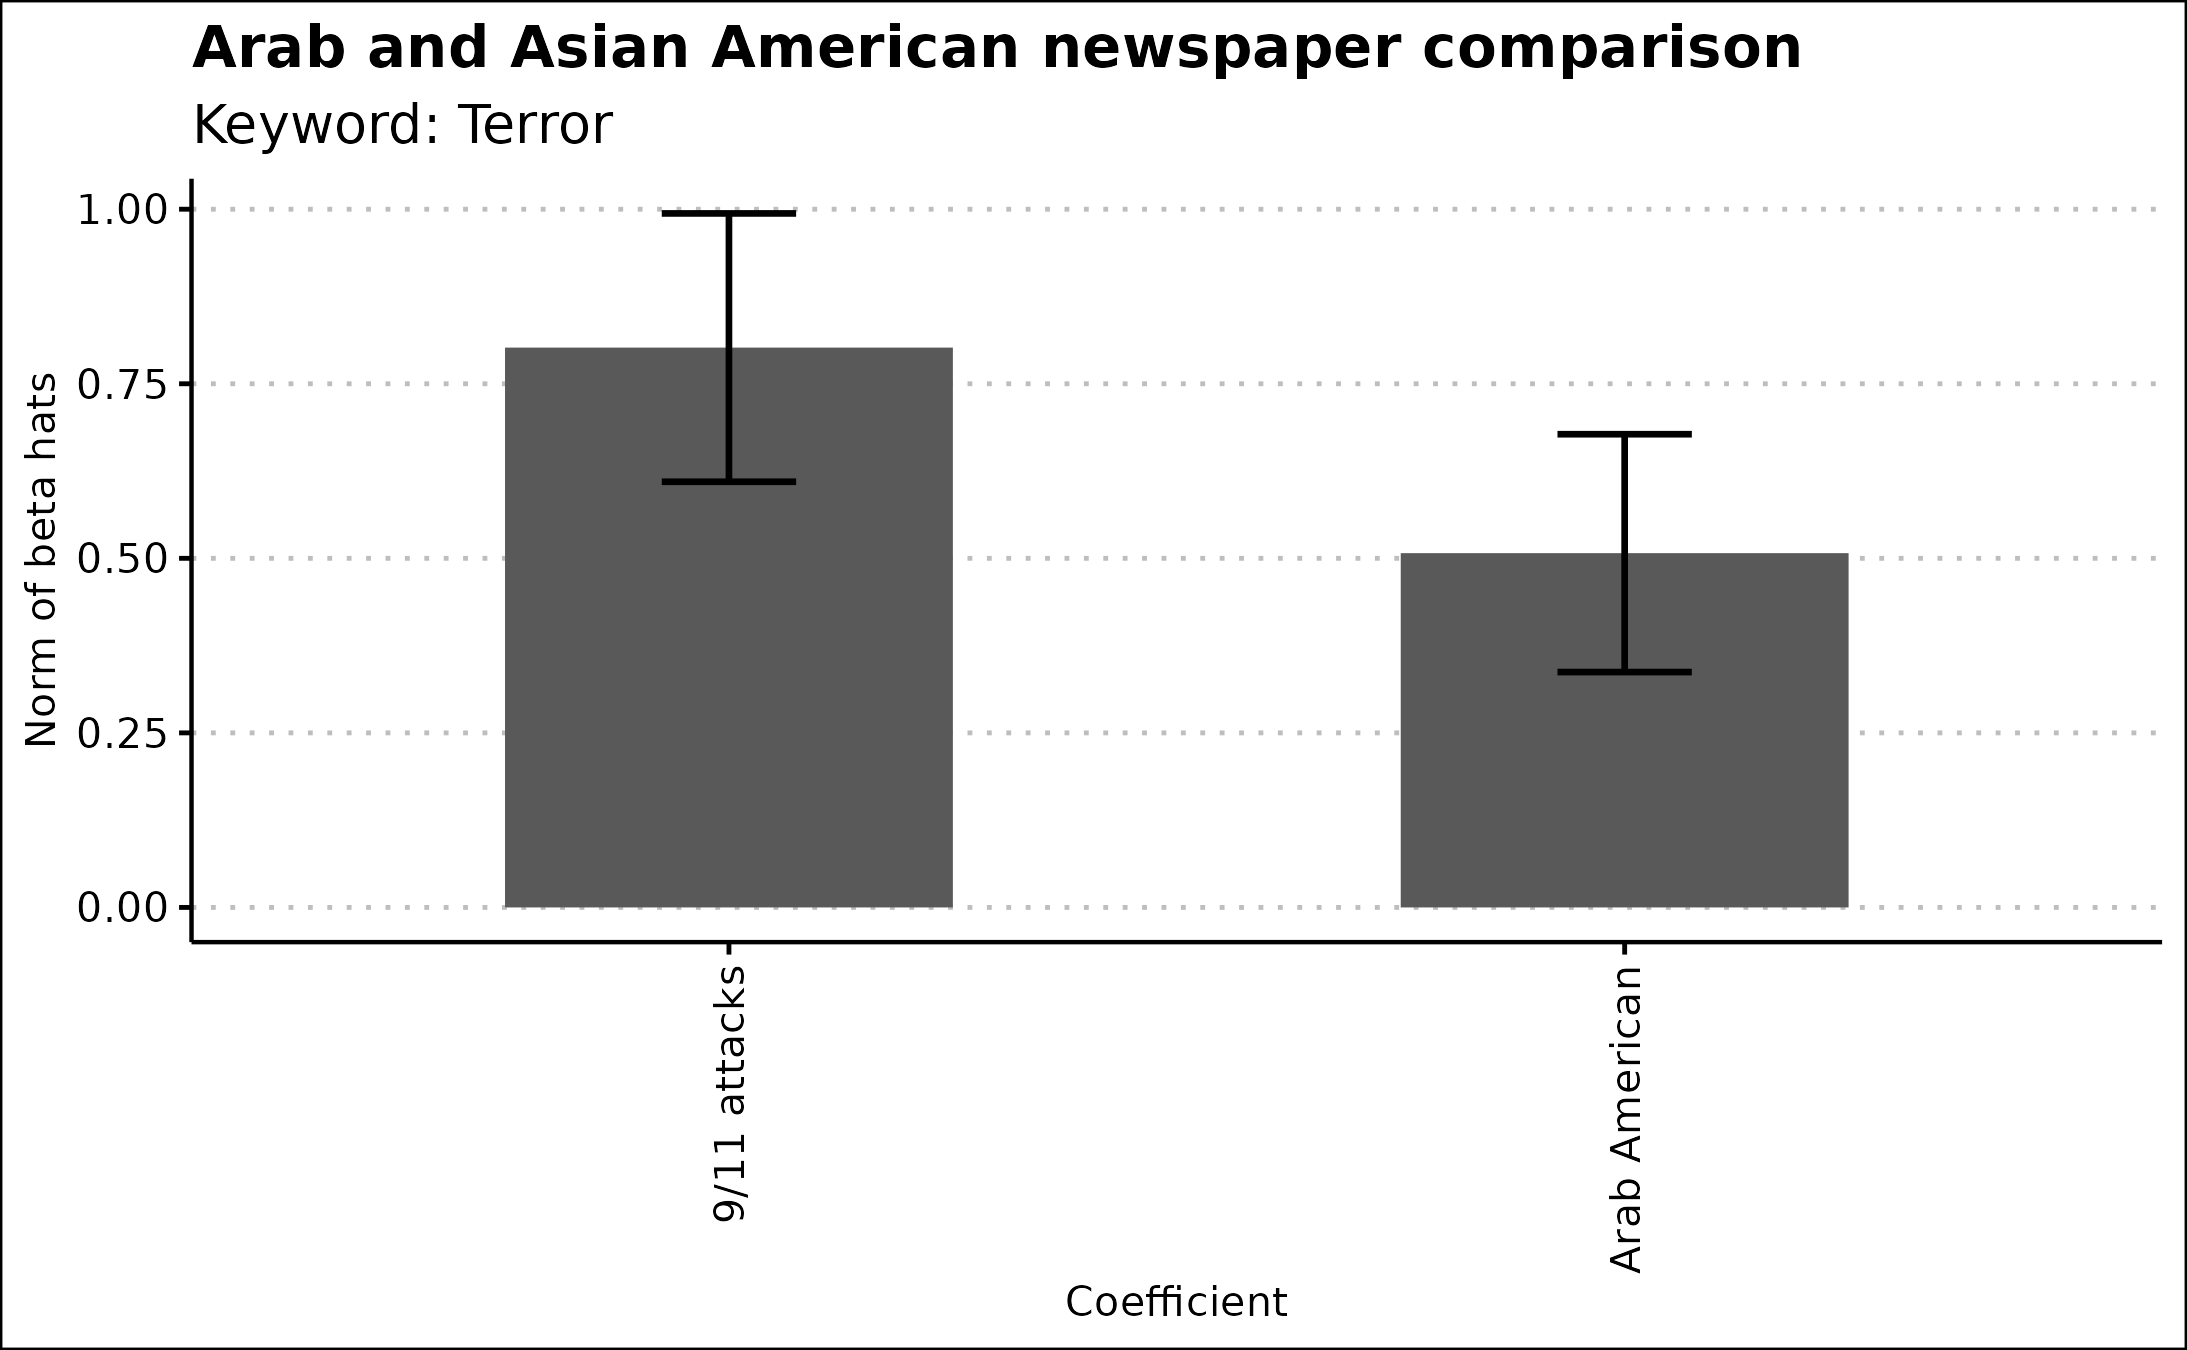 Arab and Asian American newspaper comparison
Keyword: Terror
Norm of beta hats
1.00
0.75
0.50
0.25
0.00
9/11 attacks
Arab American
Coefficient